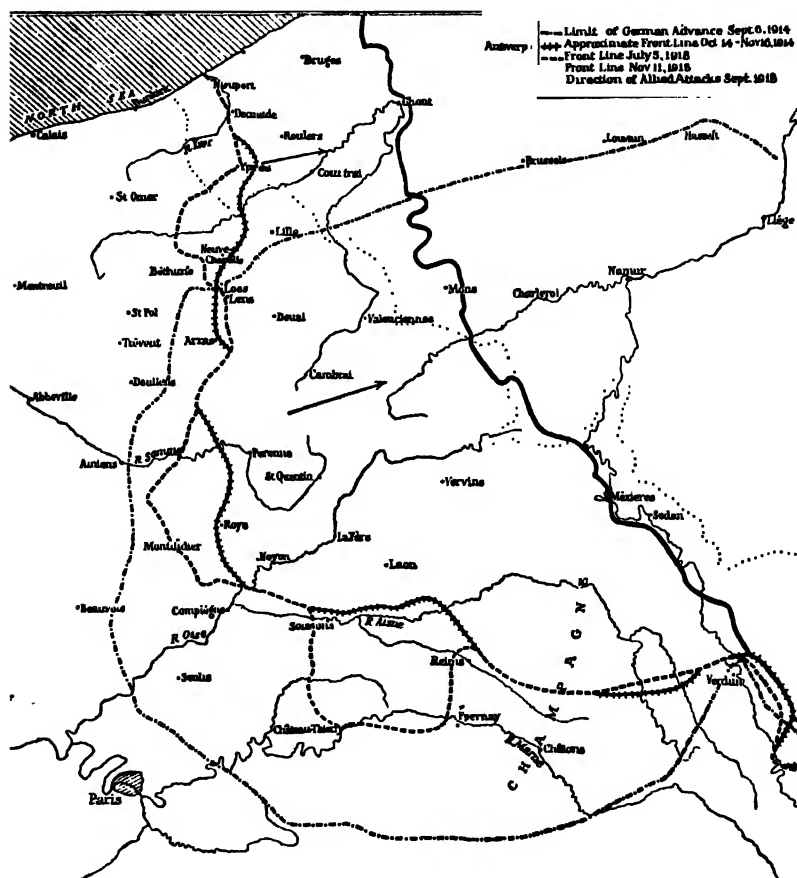 Limit of German Advance Sept 6, 1914
Antwerp
Approximate Front Line Oct 14 - Nov 16, 1914
Front Line July 5, 1918
Front Line Nov 11, 1918
Direction of Allied Attacks Sept. 1918
NORTH SEA
Bruges
Nieuport
Dixmude
Ghent
Calais
Roulers
R Yser
Ypres
Courtrai
Louvain
Hasselt
Brussels
St Omer
Lille
Liége
Neuve-
Chapelle
Béthune
Namur
Montreuil
Loos
Lens
Mons
Charleroi
St Pol
Douai
Valenciennes
Arras
Doullens
Cambrai
Abbeville
Amiens
R Somme
Peronne
St Quentin
Vervins
Mézieres
Sedan
Roye
Montdidier
La Fère
Noyon
Laon
Beauvais
Compiègne
Soissons
R Aisne
R Oise
Reims
Senlis
Verdun
Château-Thierry
Epernay
R Marne
Châlons
CHAMPAGN
Paris